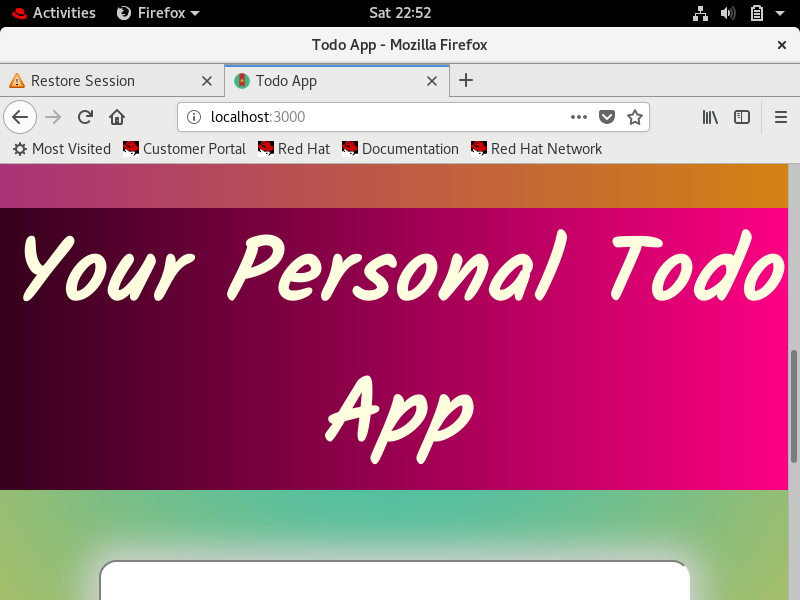 Activities Firefox Sat 22:52
Todo App - Mozilla Firefox
Restore Session Todo App
localhost:3000
Most Visited Customer Portal Red Hat Documentation Red Hat Network
Your Personal Todo
App